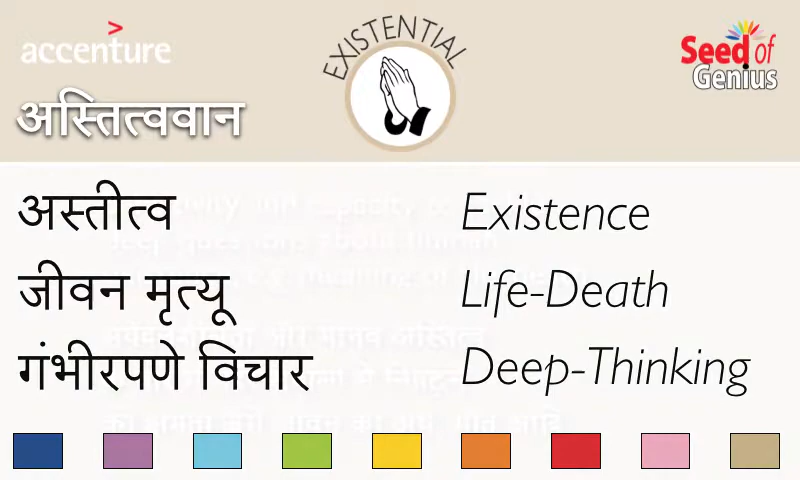 accenture
EXISTENTIAL
Seed of
Genius
अस्तित्ववान
अस्तीत्व Existence
जीवन मृत्यू Life-Death
गंभीरपणे विचार Deep-Thinking